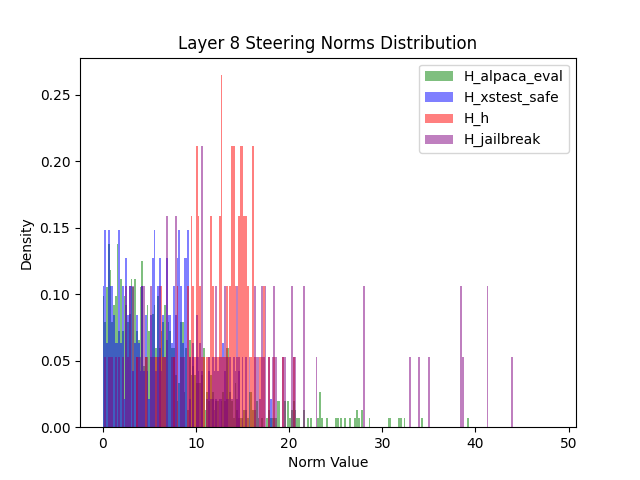 Layer 8 Steering Norms Distribution
H_alpaca_eval
H_xstest_safe
H_h
H_jailbreak
Density
0.25
0.20
0.15
0.10
0.05
0.00
0 10 20 30 40 50
Norm Value